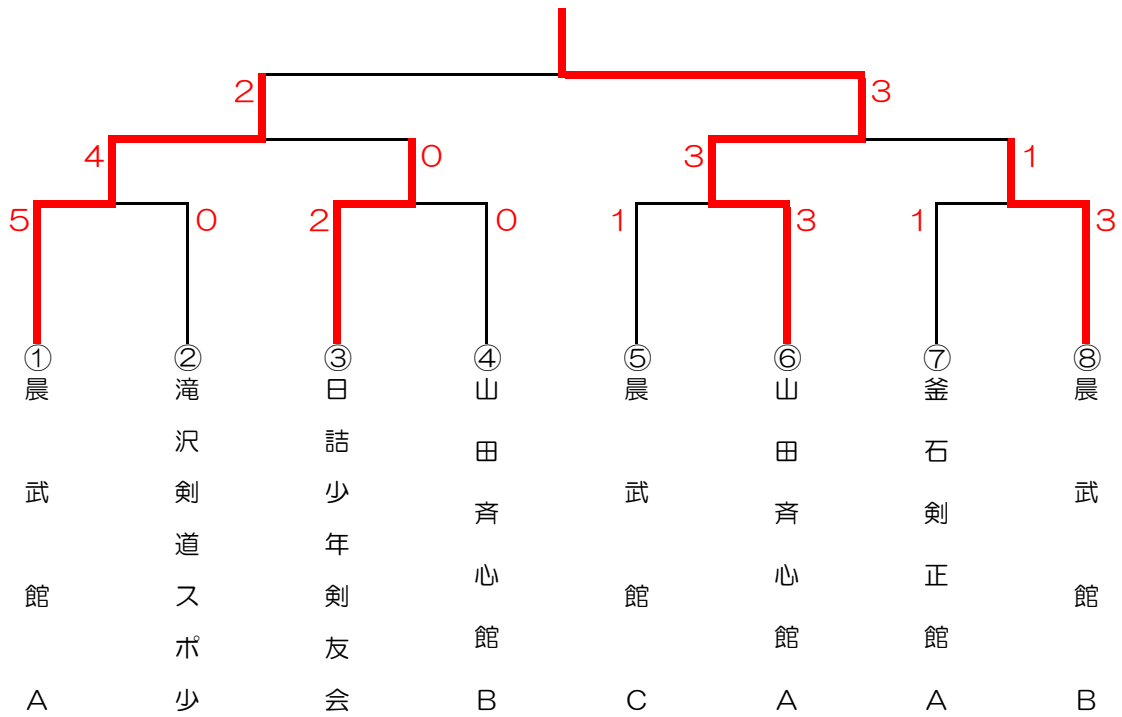 2 3
4 0 3 1
5 0 2 0 1 3 1 3
① ② ③ ④ ⑤ ⑥ ⑦ ⑧
晨武館A
滝沢剣道スポ少
日詰少年剣友会
山田斉心館B
晨武館C
山田斉心館A
釜石剣正館A
晨武館B